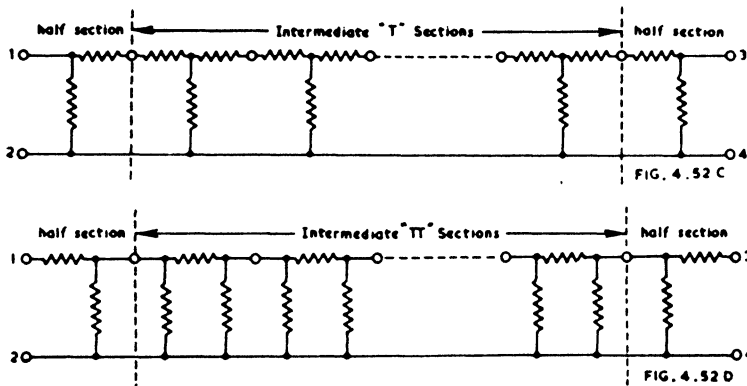 half section Intermediate "T" Sections half section
1 3
2 4
FIG. 4.52 C
half section Intermediate "TT" Sections half section
1 3
2 4
FIG. 4.52 D